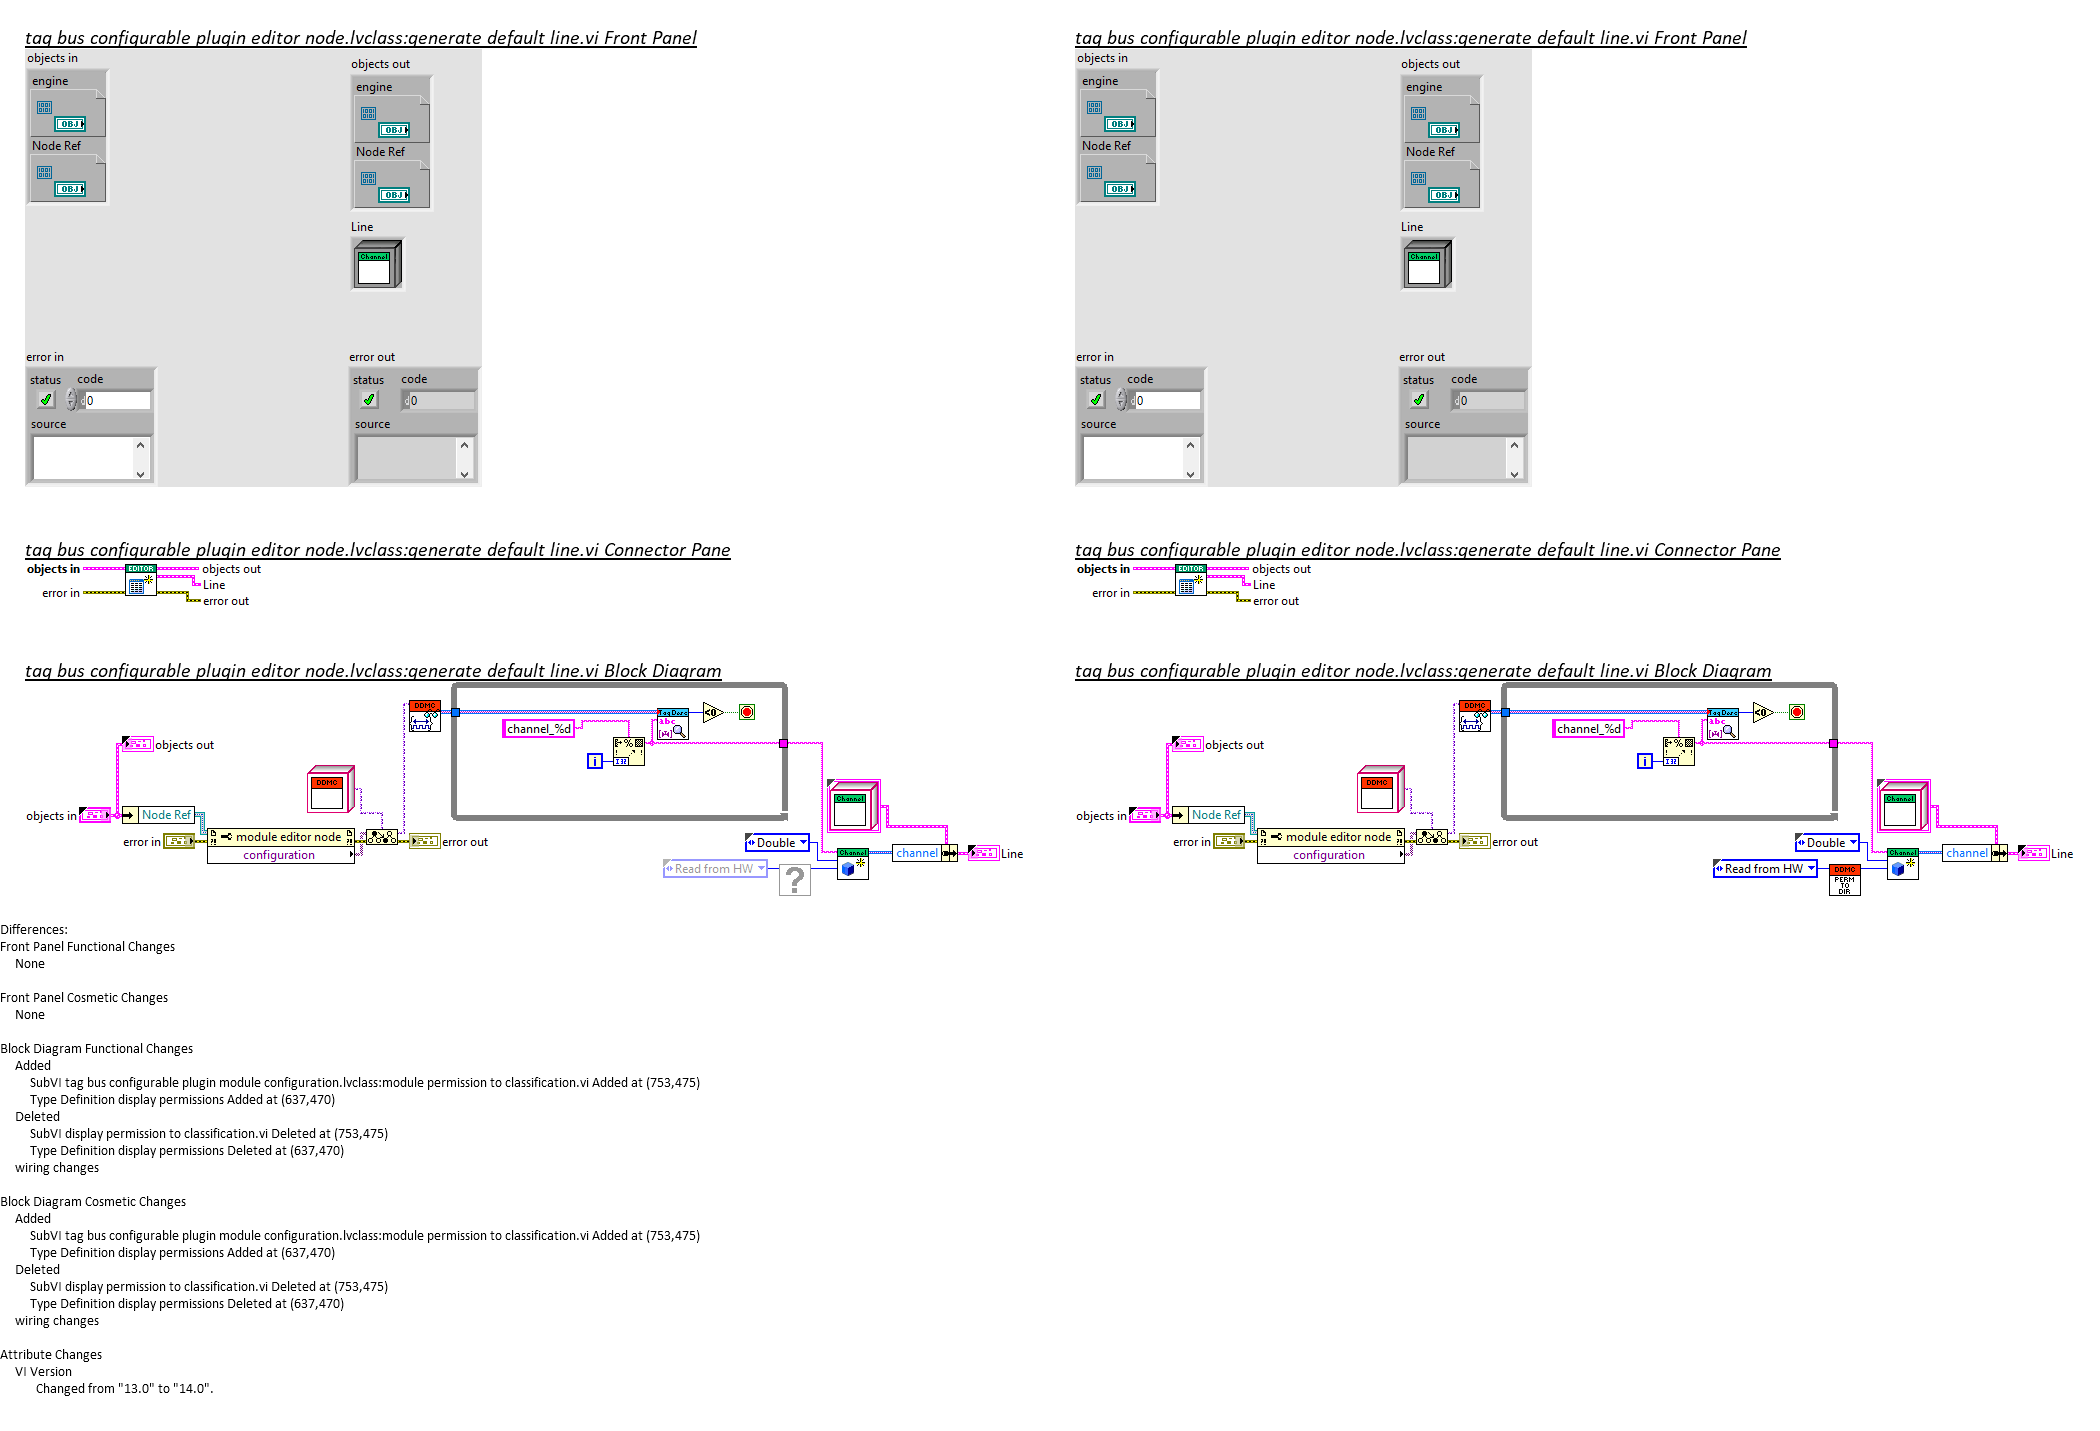 tag bus configurable plugin editor node.lvclass:generate default line.vi Front Panel
objects in
engine
OBJ
Node Ref
OBJ
objects out
engine
OBJ
Node Ref
OBJ
Line
Channel
error in
status code
0
source
error out
status code
0
source
tag bus configurable plugin editor node.lvclass:generate default line.vi Front Panel
objects in
engine
OBJ
Node Ref
OBJ
objects out
engine
OBJ
Node Ref
OBJ
Line
Channel
error in
status code
0
source
error out
status code
0
source
tag bus configurable plugin editor node.lvclass:generate default line.vi Connector Pane
objects in
EDITOR
objects out
Line
error in
error out
tag bus configurable plugin editor node.lvclass:generate default line.vi Connector Pane
objects in
EDITOR
objects out
Line
error in
error out
tag bus configurable plugin editor node.lvclass:generate default line.vi Block Diagram
DDMC
Tag Desc
abc
<0
channel_%d
i
I32
objects out
DDMC
objects in
Node Ref
error in
module editor node
configuration
error out
Channel
Double
Channel
channel
Line
Read from HW
?
tag bus configurable plugin editor node.lvclass:generate default line.vi Block Diagram
DDMC
Tag Desc
abc
<0
channel_%d
i
I32
objects out
DDMC
objects in
Node Ref
error in
module editor node
configuration
error out
Channel
Double
Channel
channel
Line
Read from HW
DDMC
PERM
TO
DIR
Differences:
Front Panel Functional Changes
None
Front Panel Cosmetic Changes
None
Block Diagram Functional Changes
Added
SubVI tag bus configurable plugin module configuration.lvclass:module permission to classification.vi Added at (753,475)
Type Definition display permissions Added at (637,470)
Deleted
SubVI display permission to classification.vi Deleted at (753,475)
Type Definition display permissions Deleted at (637,470)
wiring changes
Block Diagram Cosmetic Changes
Added
SubVI tag bus configurable plugin module configuration.lvclass:module permission to classification.vi Added at (753,475)
Type Definition display permissions Added at (637,470)
Deleted
SubVI display permission to classification.vi Deleted at (753,475)
Type Definition display permissions Deleted at (637,470)
wiring changes
Attribute Changes
VI Version
Changed from "13.0" to "14.0".